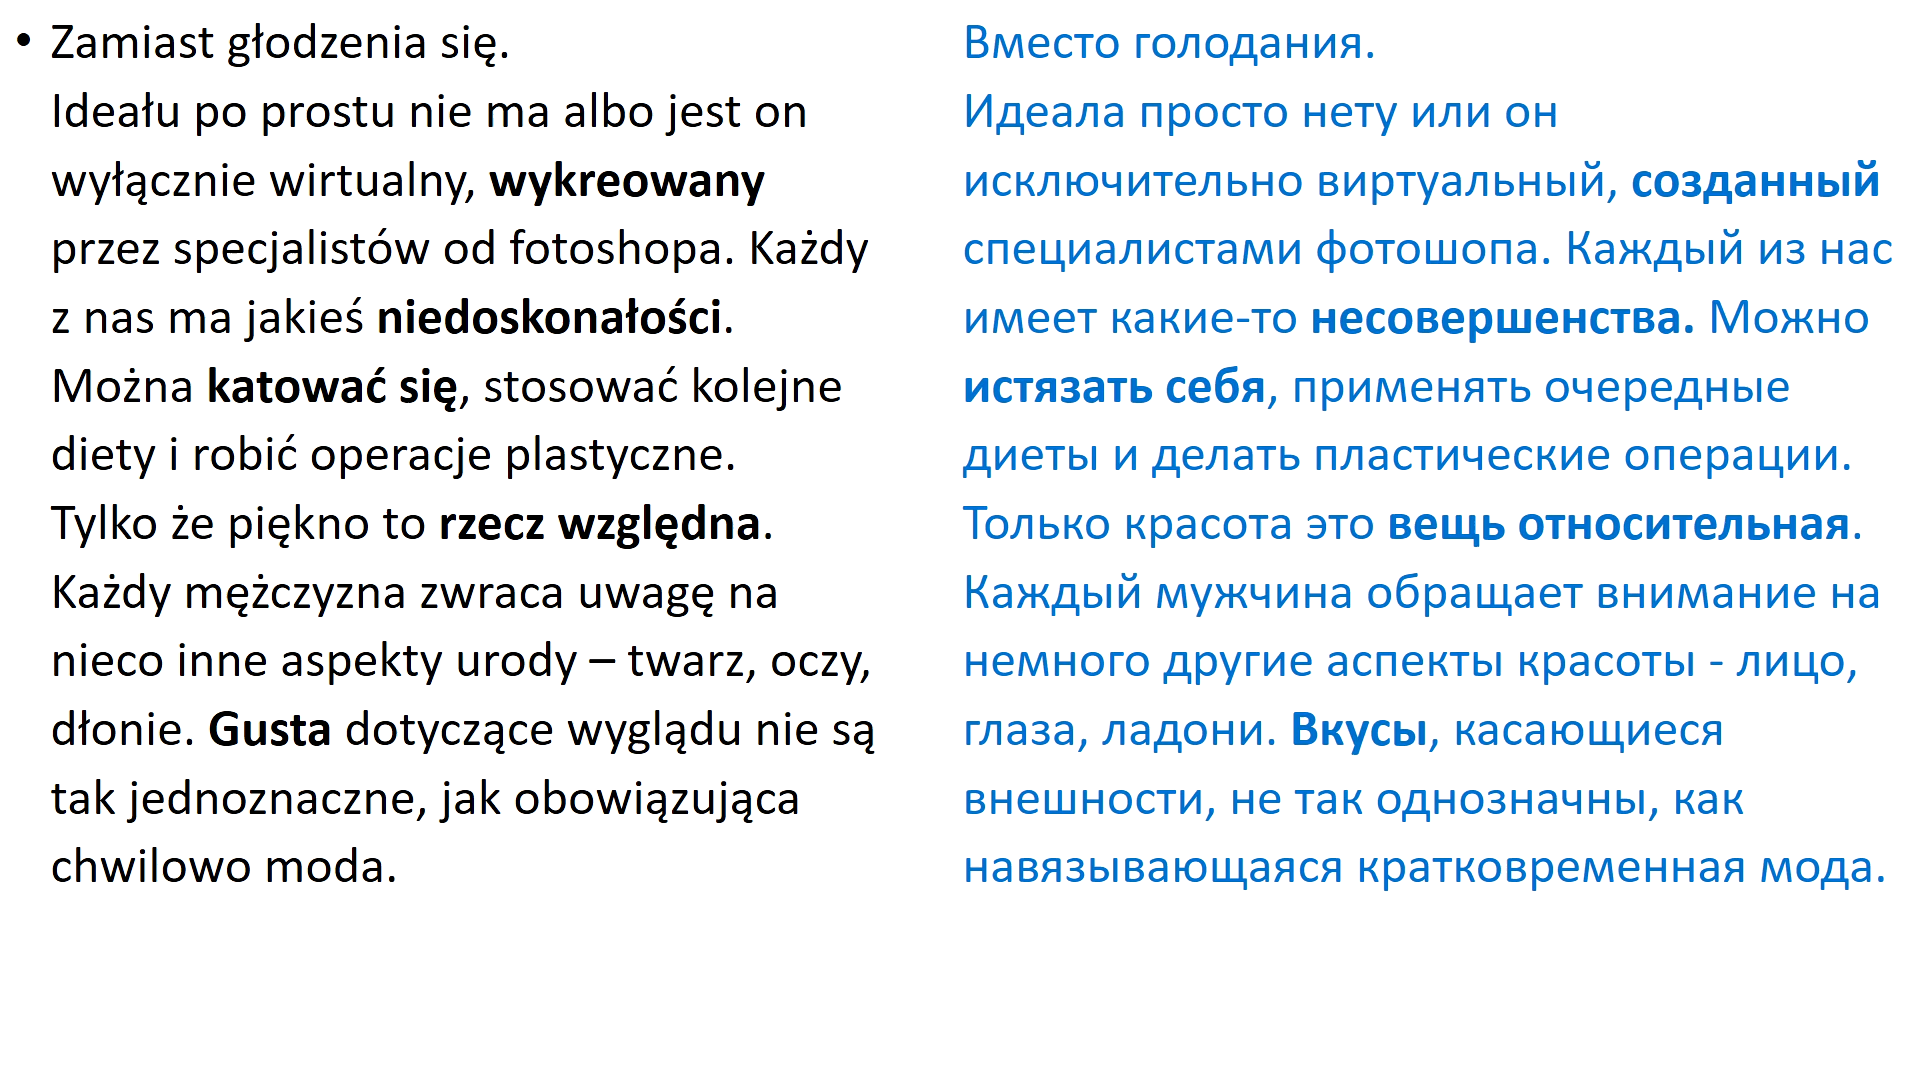 • Zamiast głodzenia się.
Ideału po prostu nie ma albo jest on
wyłącznie wirtualny, wykreowany
przez specjalistów od fotoshopa. Każdy
z nas ma jakieś niedoskonałości.
Można katować się, stosować kolejne
diety i robić operacje plastyczne.
Tylko że piękno to rzecz względna.
Każdy mężczyzna zwraca uwagę na
nieco inne aspekty urody – twarz, oczy,
dłonie. Gusta dotyczące wyglądu nie są
tak jednoznaczne, jak obowiązująca
chwilowo moda.
Вместо голодания.
Идеала просто нету или он
исключительно виртуальный, созданный
специалистами фотошопа. Каждый из нас
имеет какие-то несовершенства. Можно
истязать себя, применять очередные
диеты и делать пластические операции.
Только красота это вещь относительная.
Каждый мужчина обращает внимание на
немного другие аспекты красоты - лицо,
глаза, ладони. Вкусы, касающиеся
внешности, не так однозначны, как
навязывающаяся кратковременная мода.